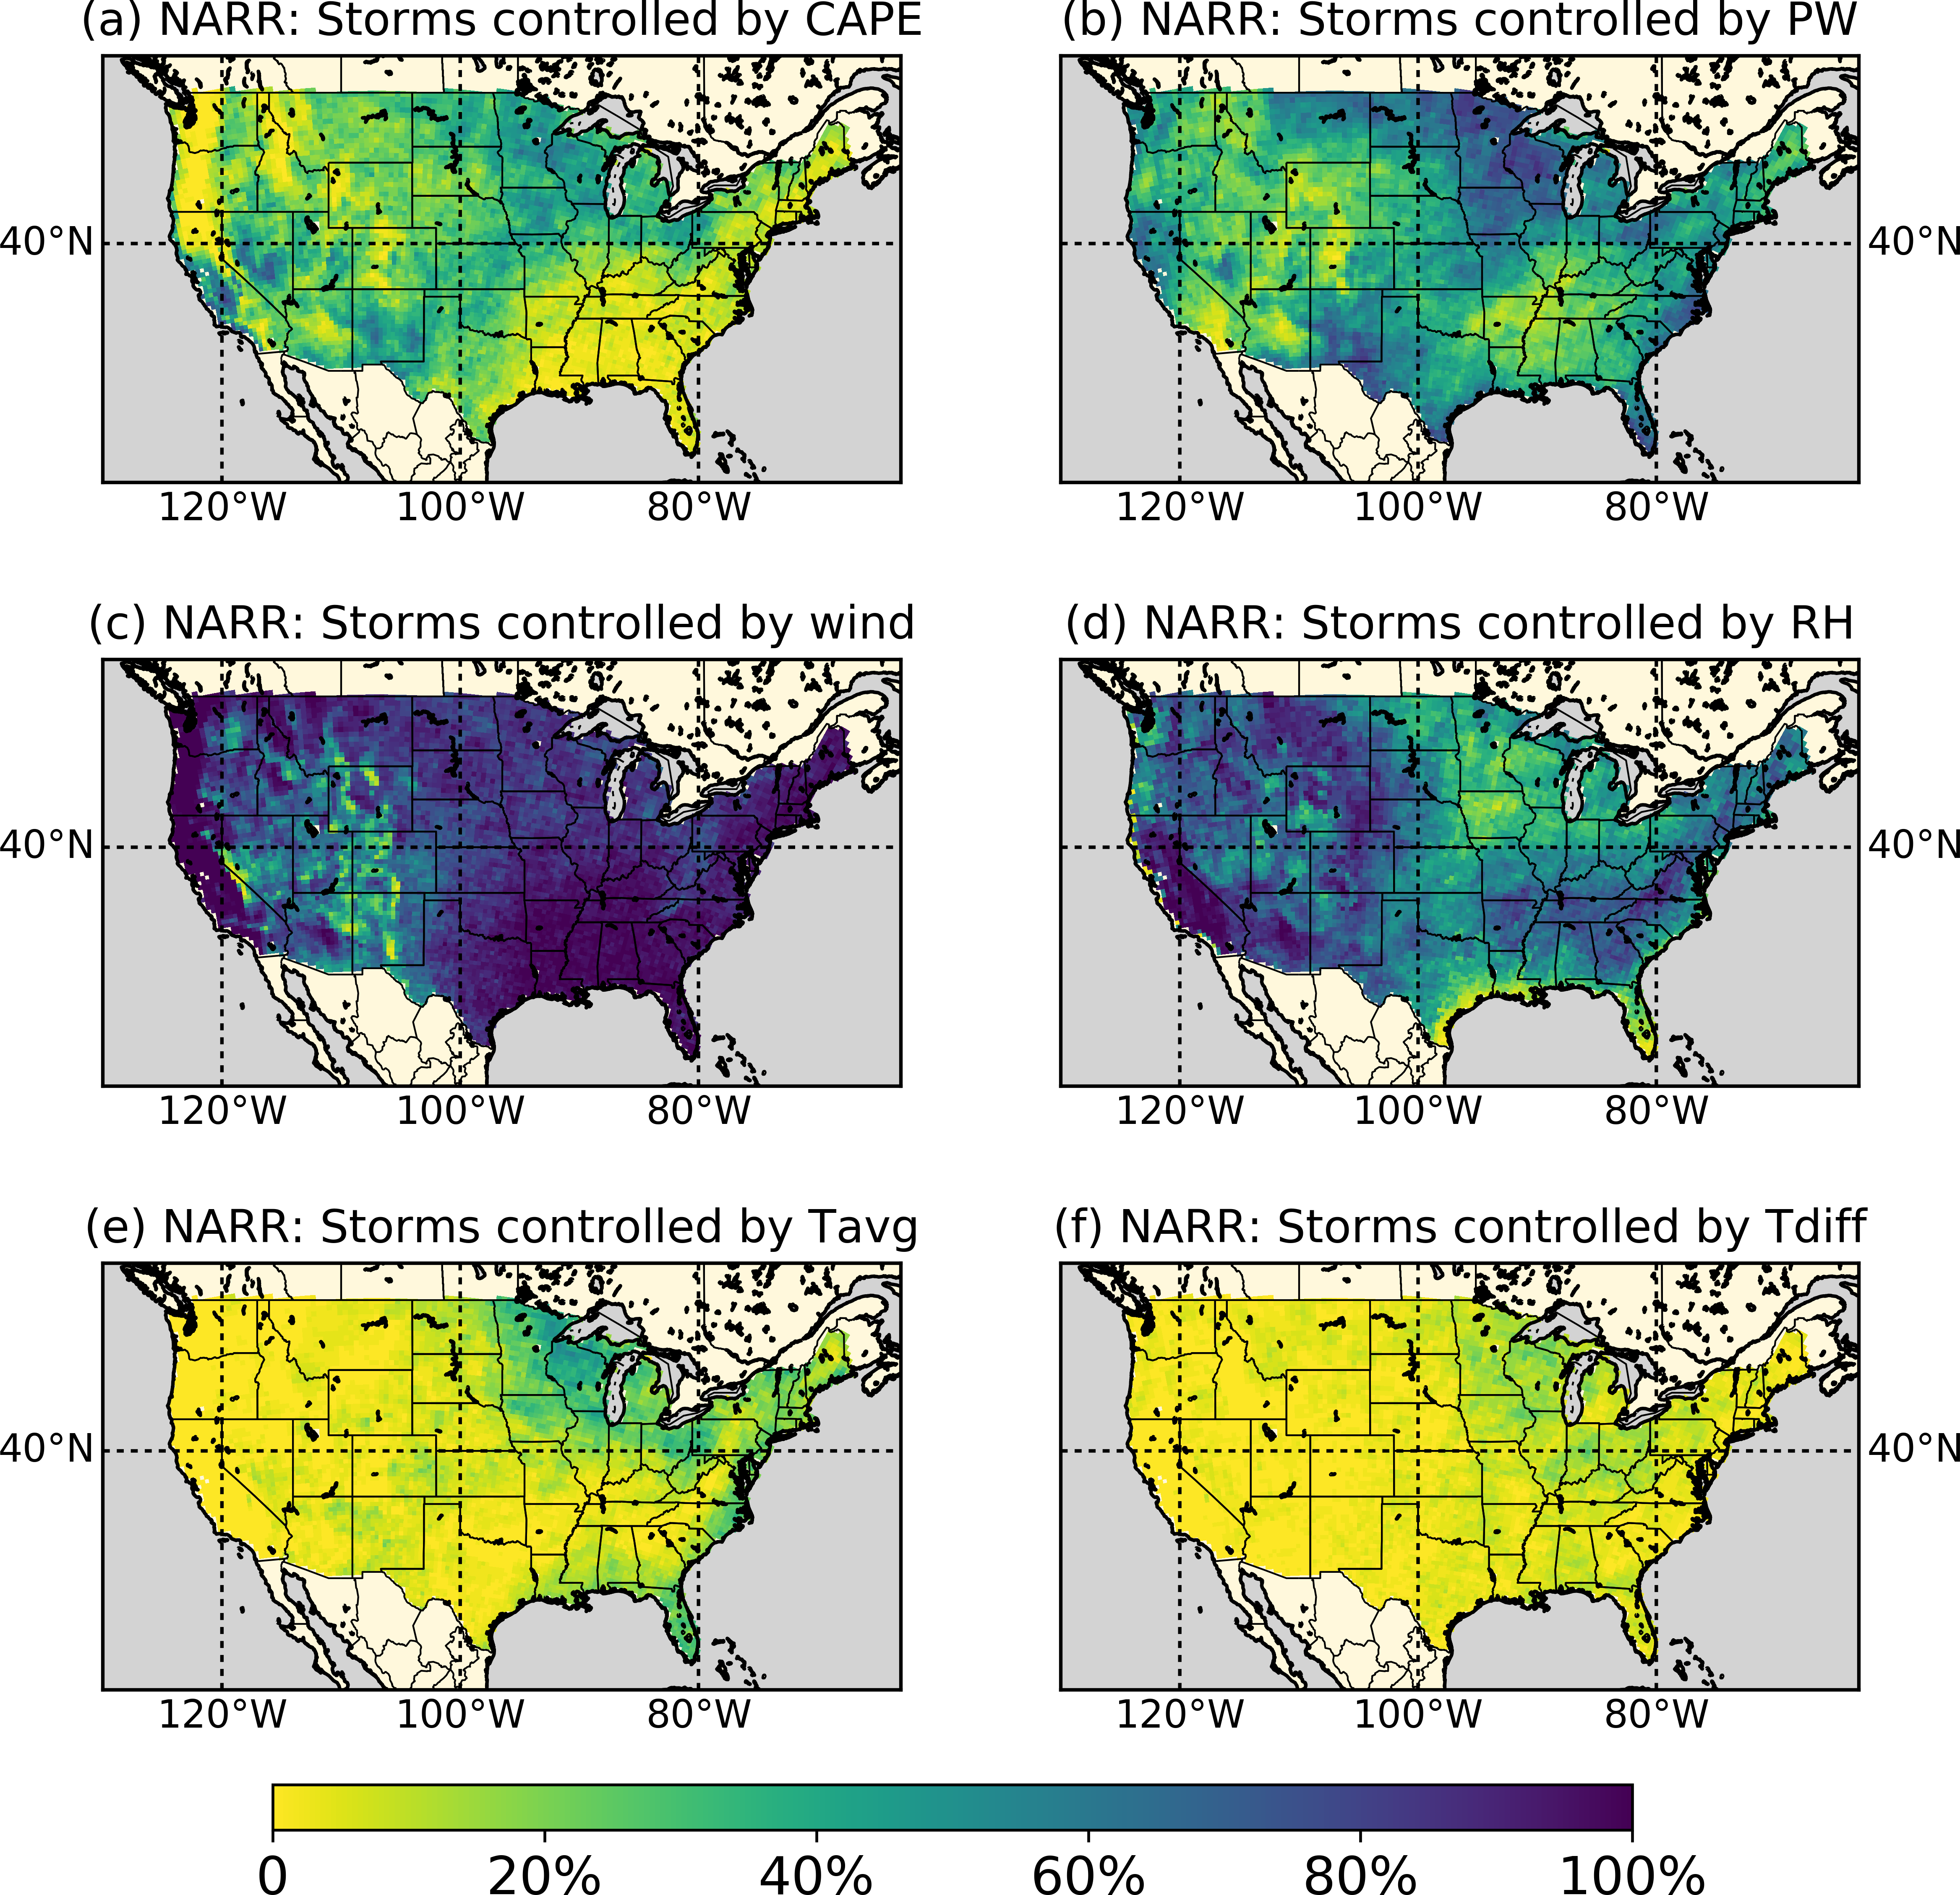 (a) NARR: Storms controlled by CAPE
(b) NARR: Storms controlled by PW
40°N
40°N
120°W 100°W 80°W
120°W 100°W 80°W
(c) NARR: Storms controlled by wind
(d) NARR: Storms controlled by RH
40°N
40°N
120°W 100°W 80°W
120°W 100°W 80°W
(e) NARR: Storms controlled by Tavg
(f) NARR: Storms controlled by Tdiff
40°N
40°N
120°W 100°W 80°W
120°W 100°W 80°W
0 20% 40% 60% 80% 100%